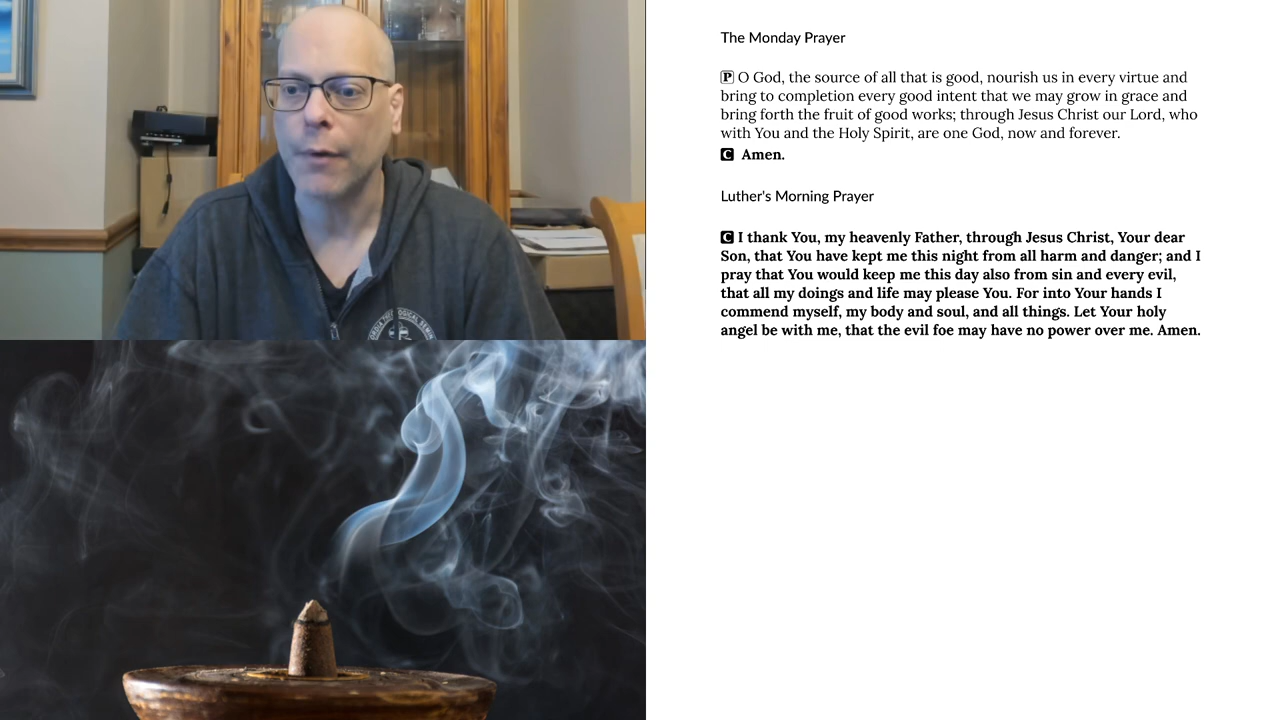 The Monday Prayer
P O God, the source of all that is good, nourish us in every virtue and
bring to completion every good intent that we may grow in grace and
bring forth the fruit of good works; through Jesus Christ our Lord, who
with You and the Holy Spirit, are one God, now and forever.
C Amen.
Luther's Morning Prayer
C I thank You, my heavenly Father, through Jesus Christ, Your dear
Son, that You have kept me this night from all harm and danger; and I
pray that You would keep me this day also from sin and every evil,
that all my doings and life may please You. For into Your hands I
commend myself, my body and soul, and all things. Let Your holy
angel be with me, that the evil foe may have no power over me. Amen.